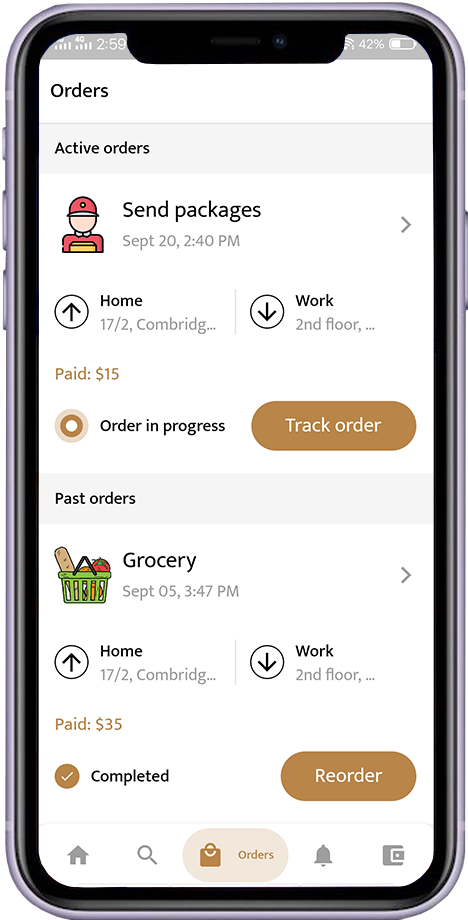 4G 2:59 42%
Orders
Active orders
Send packages
Sept 20, 2:40 PM
Home
17/2, Combridg...
Work
2nd floor, ...
Paid: $15
Order in progress
Track order
Past orders
Grocery
Sept 05, 3:47 PM
Home
17/2, Combridg...
Work
2nd floor, ...
Paid: $35
Completed
Reorder
Orders